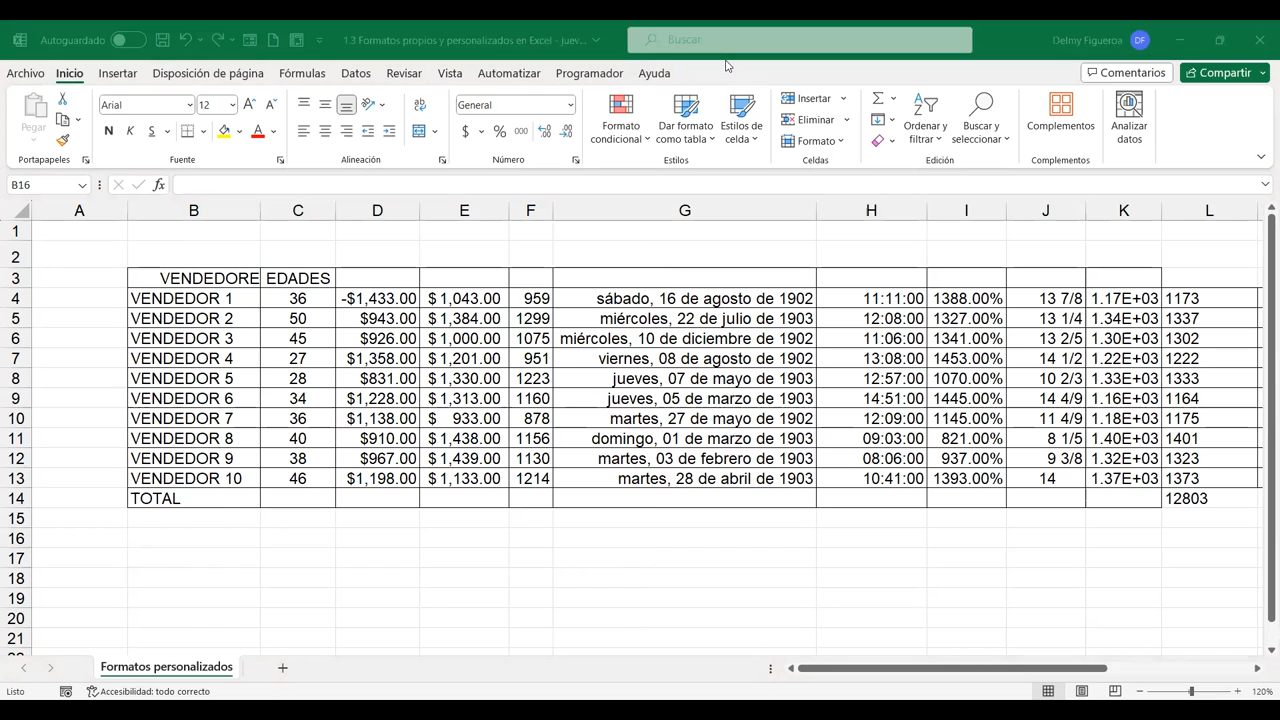 Autoguardado 1.3 Formatos propios y personalizados en Excel - juev... Buscar Delmy Figueroa DF
Archivo Inicio Insertar Disposición de página Fórmulas Datos Revisar Vista Automatizar Programador Ayuda Comentarios Compartir
Pegar Arial 12 General Formato condicional Dar formato como tabla Estilos de celda Insertar Eliminar Formato Ordenar y filtrar Buscar y seleccionar Complementos Analizar datos
N K S $ % 000
Portapapeles Fuente Alineación Número Estilos Celdas Edición Complementos
B16 fx
A B C D E F G H I J K L
1
2
3 VENDEDORE EDADES
4 VENDEDOR 1 36 -$1,433.00 $ 1,043.00 959 sábado, 16 de agosto de 1902 11:11:00 1388.00% 13 7/8 1.17E+03 1173
5 VENDEDOR 2 50 $943.00 $ 1,384.00 1299 miércoles, 22 de julio de 1903 12:08:00 1327.00% 13 1/4 1.34E+03 1337
6 VENDEDOR 3 45 $926.00 $ 1,000.00 1075 miércoles, 10 de diciembre de 1902 11:06:00 1341.00% 13 2/5 1.30E+03 1302
7 VENDEDOR 4 27 $1,358.00 $ 1,201.00 951 viernes, 08 de agosto de 1902 13:08:00 1453.00% 14 1/2 1.22E+03 1222
8 VENDEDOR 5 28 $831.00 $ 1,330.00 1223 jueves, 07 de mayo de 1903 12:57:00 1070.00% 10 2/3 1.33E+03 1333
9 VENDEDOR 6 34 $1,228.00 $ 1,313.00 1160 jueves, 05 de marzo de 1903 14:51:00 1445.00% 14 4/9 1.16E+03 1164
10 VENDEDOR 7 36 $1,138.00 $ 933.00 878 martes, 27 de mayo de 1902 12:09:00 1145.00% 11 4/9 1.18E+03 1175
11 VENDEDOR 8 40 $910.00 $ 1,438.00 1156 domingo, 01 de marzo de 1903 09:03:00 821.00% 8 1/5 1.40E+03 1401
12 VENDEDOR 9 38 $967.00 $ 1,439.00 1130 martes, 03 de febrero de 1903 08:06:00 937.00% 9 3/8 1.32E+03 1323
13 VENDEDOR 10 46 $1,198.00 $ 1,133.00 1214 martes, 28 de abril de 1903 10:41:00 1393.00% 14 1.37E+03 1373
14 TOTAL 12803
15
16
17
18
19
20
21
Formatos personalizados
Listo Accesibilidad: todo correcto 120%